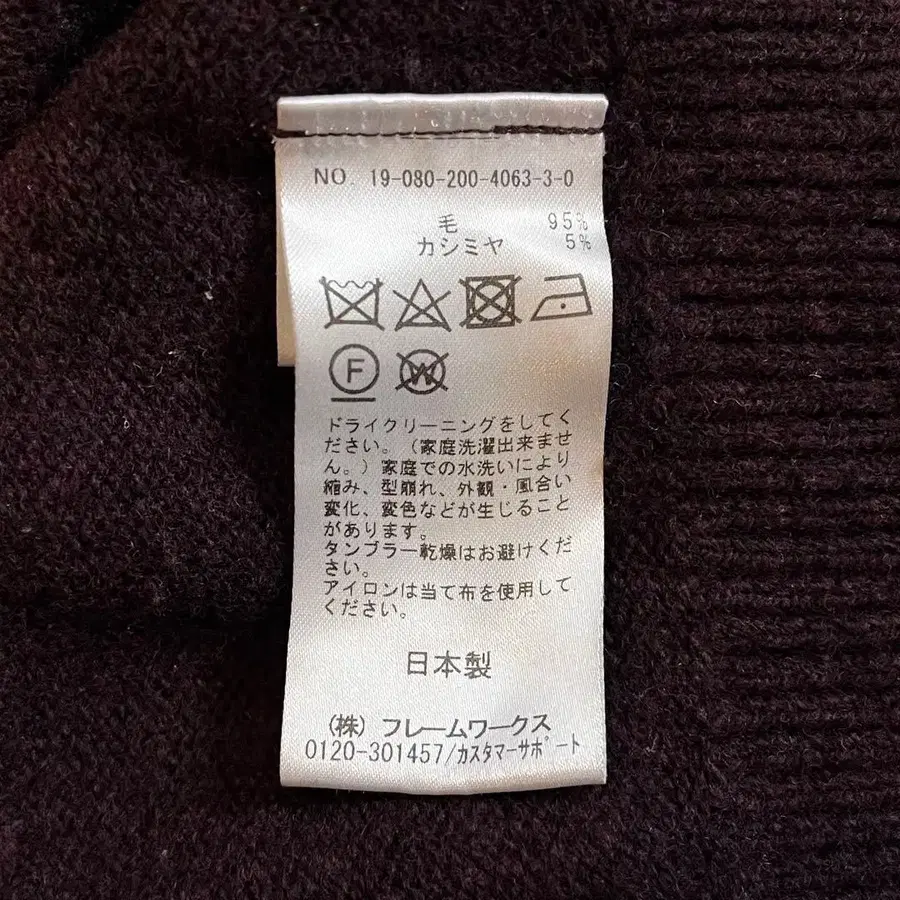 NO. 19-080-200-4063-3-0
毛 95%
カシミヤ 5%
F W
ドライクリーニングをしてく
ださい。（家庭洗濯出来ませ
ん。）家庭での水洗いにより
縮み、型崩れ、外観・風合い
変化、変色などが生じること
があります。
タンブラー乾燥はお避けくだ
さい。
アイロンは当て布を使用して
ください。
日本製
（株）フレームワークス
0120-301457/ｶｽﾀﾏｰｻﾎﾟｰﾄ